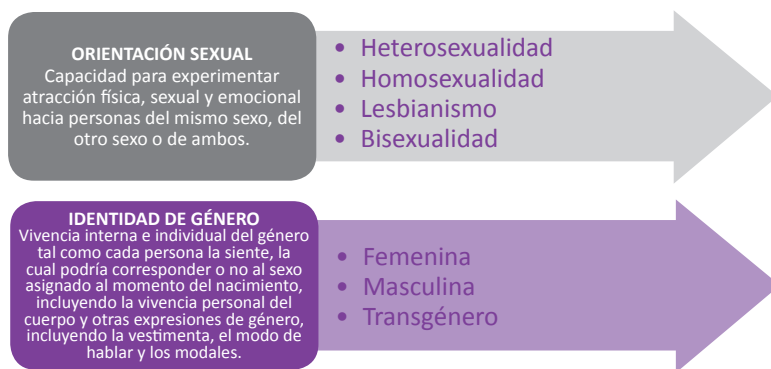 ORIENTACIÓN SEXUAL
Capacidad para experimentar
atracción física, sexual y emocional
hacia personas del mismo sexo, del
otro sexo o de ambos.
• Heterosexualidad
• Homosexualidad
• Lesbianismo
• Bisexualidad
IDENTIDAD DE GÉNERO
Vivencia interna e individual del género
tal como cada persona la siente, la
cual podría corresponder o no al sexo
asignado al momento del nacimiento,
incluyendo la vivencia personal del
cuerpo y otras expresiones de género,
incluyendo la vestimenta, el modo de
hablar y los modales.
• Femenina
• Masculina
• Transgénero